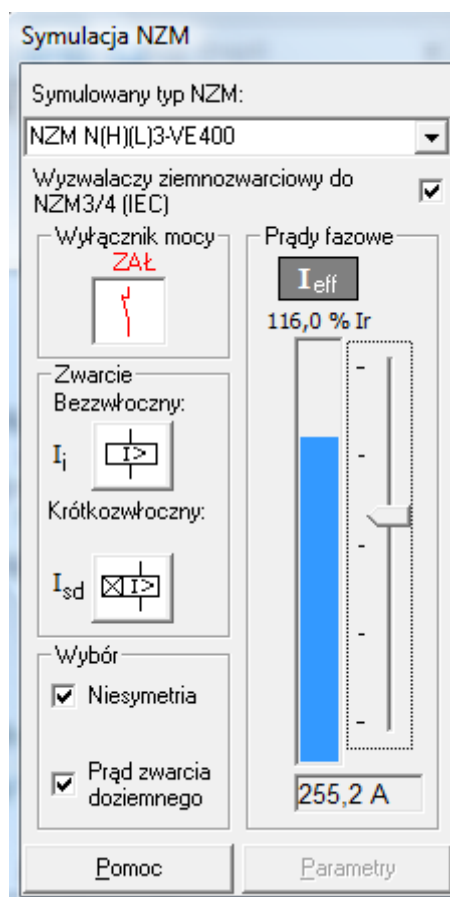 Symulacja NZM
Symulowany typ NZM:
NZM N(H)(L)3-VE400
Wyzwalaczy ziemnozwarciowy do
NZM3/4 (IEC)
Wyłącznik mocy
ZAŁ
Zwarcie
Bezzwłoczny:
Ii
I>
Krótkozwłoczny:
Isd
I>
Wybór
Niesymetria
Prąd zwarcia
doziemnego
Prądy fazowe
Ieff
116,0 % Ir
255,2 A
Pomoc
Parametry